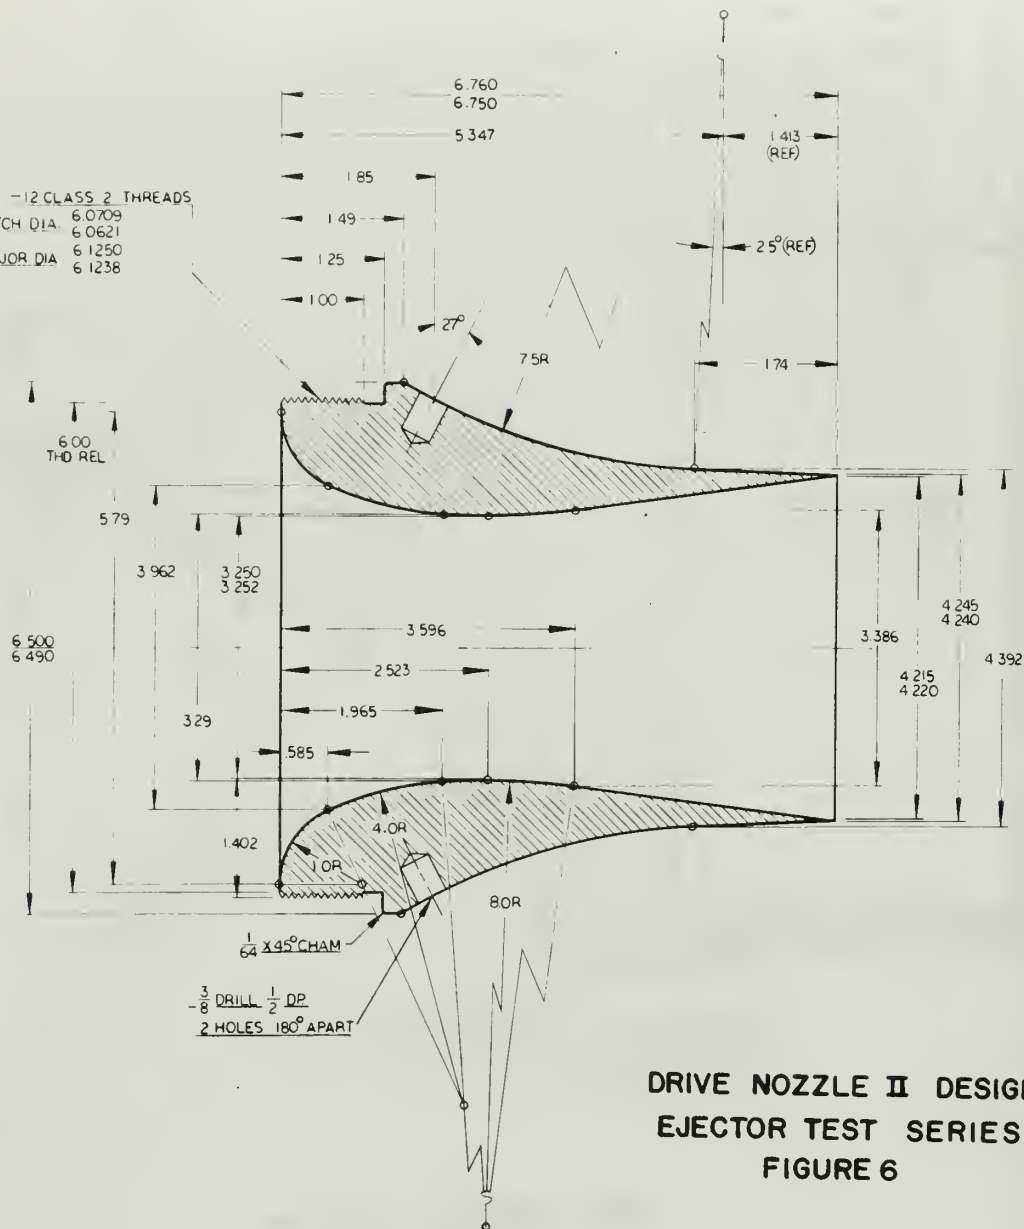 6.760
6.750
5.347
1.413
(REF)
1.85
-12 CLASS 2 THREADS
CH DIA. 6.0709
6.0621
JOR DIA 6.1250
6.1238
1.49
2.5° (REF)
1.25
1.00
27°
7.5R
1.74
6.00
THD REL
5.79
3.962
3.250
3.252
6.500
6.490
3.596
3.386
4.245
4.240
4.392
2.523
4.215
4.220
3.29
1.965
.585
1.402
4.0R
1.0R
8.0R
1/64 X 45° CHAM
3/8 DRILL 1/2 DP.
2 HOLES 180° APART
DRIVE NOZZLE II DESIG
EJECTOR TEST SERIES
FIGURE 6